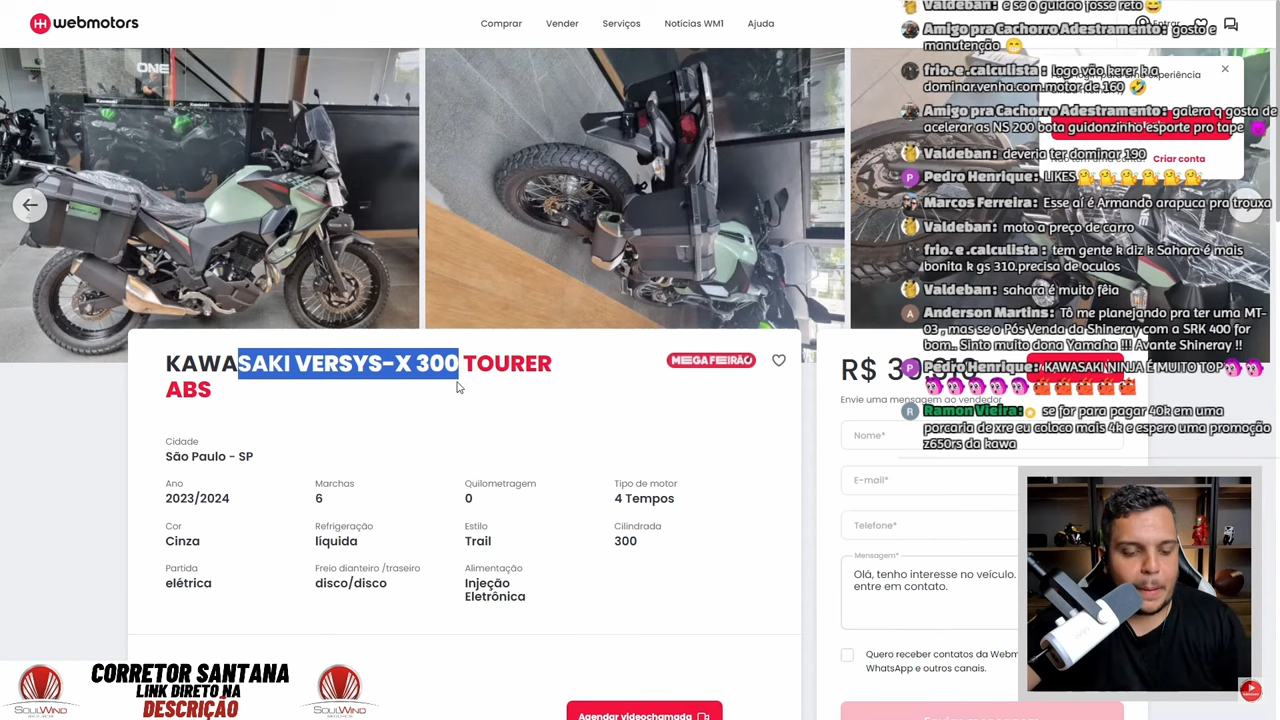 webmotors
Comprar
Vender
Serviços
Notícias WM1
Ajuda
Entrar
ONE
KAWASAKI VERSYS-X 300 TOURER
ABS
MEGA FEIRÃO
Cidade
São Paulo - SP
Ano
2023/2024
Marchas
6
Quilometragem
0
Tipo de motor
4 Tempos
Cor
Cinza
Refrigeração
líquida
Estilo
Trail
Cilindrada
300
Partida
elétrica
Freio dianteiro /traseiro
disco/disco
Alimentação
Injeção
Eletrônica
Agendar videochamada
R$
Envie uma mensagem ao vendedor
Nome*
E-mail*
Telefone*
Mensagem*
Olá, tenho interesse no veículo.
entre em contato.
Quero receber contatos da Webm
WhatsApp e outros canais.
Criar conta
Valdeban: e se o guidao fosse reto
Amigo pra Cachorro Adestramento: gosto e
manutenção
frio.e.calculista: logo vão kerer k a
dominar.venha.com.motor de 160
Amigo pra Cachorro Adestramento: galera q gosta de
acelerar as NS 200 bota guidonzinho esporte pro tape
Valdeban: deveria ter dominar 190
Pedro Henrique: LIKES
Marcos Ferreira: Esse aí é Armando arapuca pra trouxa
Valdeban: moto a preço de carro
frio.e.calculista: tem gente k diz k Sahara é mais
bonita k gs 310.precisa de oculos
Valdeban: sahara é muito fêia
Anderson Martins: Tô me planejando pra ter uma MT-
03 , mas se o Pós Venda da Shineray com a SRK 400 for
bom.. Sinto muito dona Yamaha !!! Avante Shineray !!
Pedro Henrique: KAWASAKI NINJA É MUITO TOP
Ramon Vieira: se for para pagar 40k em uma
porcaria de xre eu coloco mais 4k e espero uma promoção
z650rs da kawa
CORRETOR SANTANA
LINK DIRETO NA
DESCRIÇÃO
SOULWIND
SOULWIND